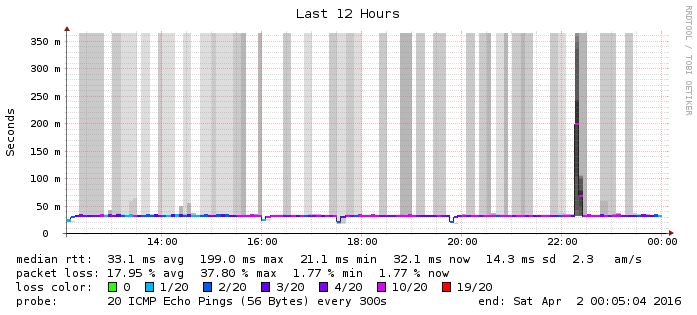 Last 12 Hours
RRDTOOL / TOBI OETIKER
Seconds
350 m
300 m
250 m
200 m
150 m
100 m
50 m
0
14:00 16:00 18:00 20:00 22:00 00:00
median rtt: 33.1 ms avg 199.0 ms max 21.1 ms min 32.1 ms now 14.3 ms sd 2.3 am/s
packet loss: 17.95 % avg 37.80 % max 1.77 % min 1.77 % now
loss color: 0 1/20 2/20 3/20 4/20 10/20 19/20
probe: 20 ICMP Echo Pings (56 Bytes) every 300s end: Sat Apr 2 00:05:04 2016